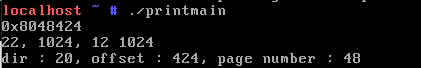 localhost ~ # ./printmain
0x8048424
22, 1024, 12 1024
dir : 20, offset : 424, page number : 48